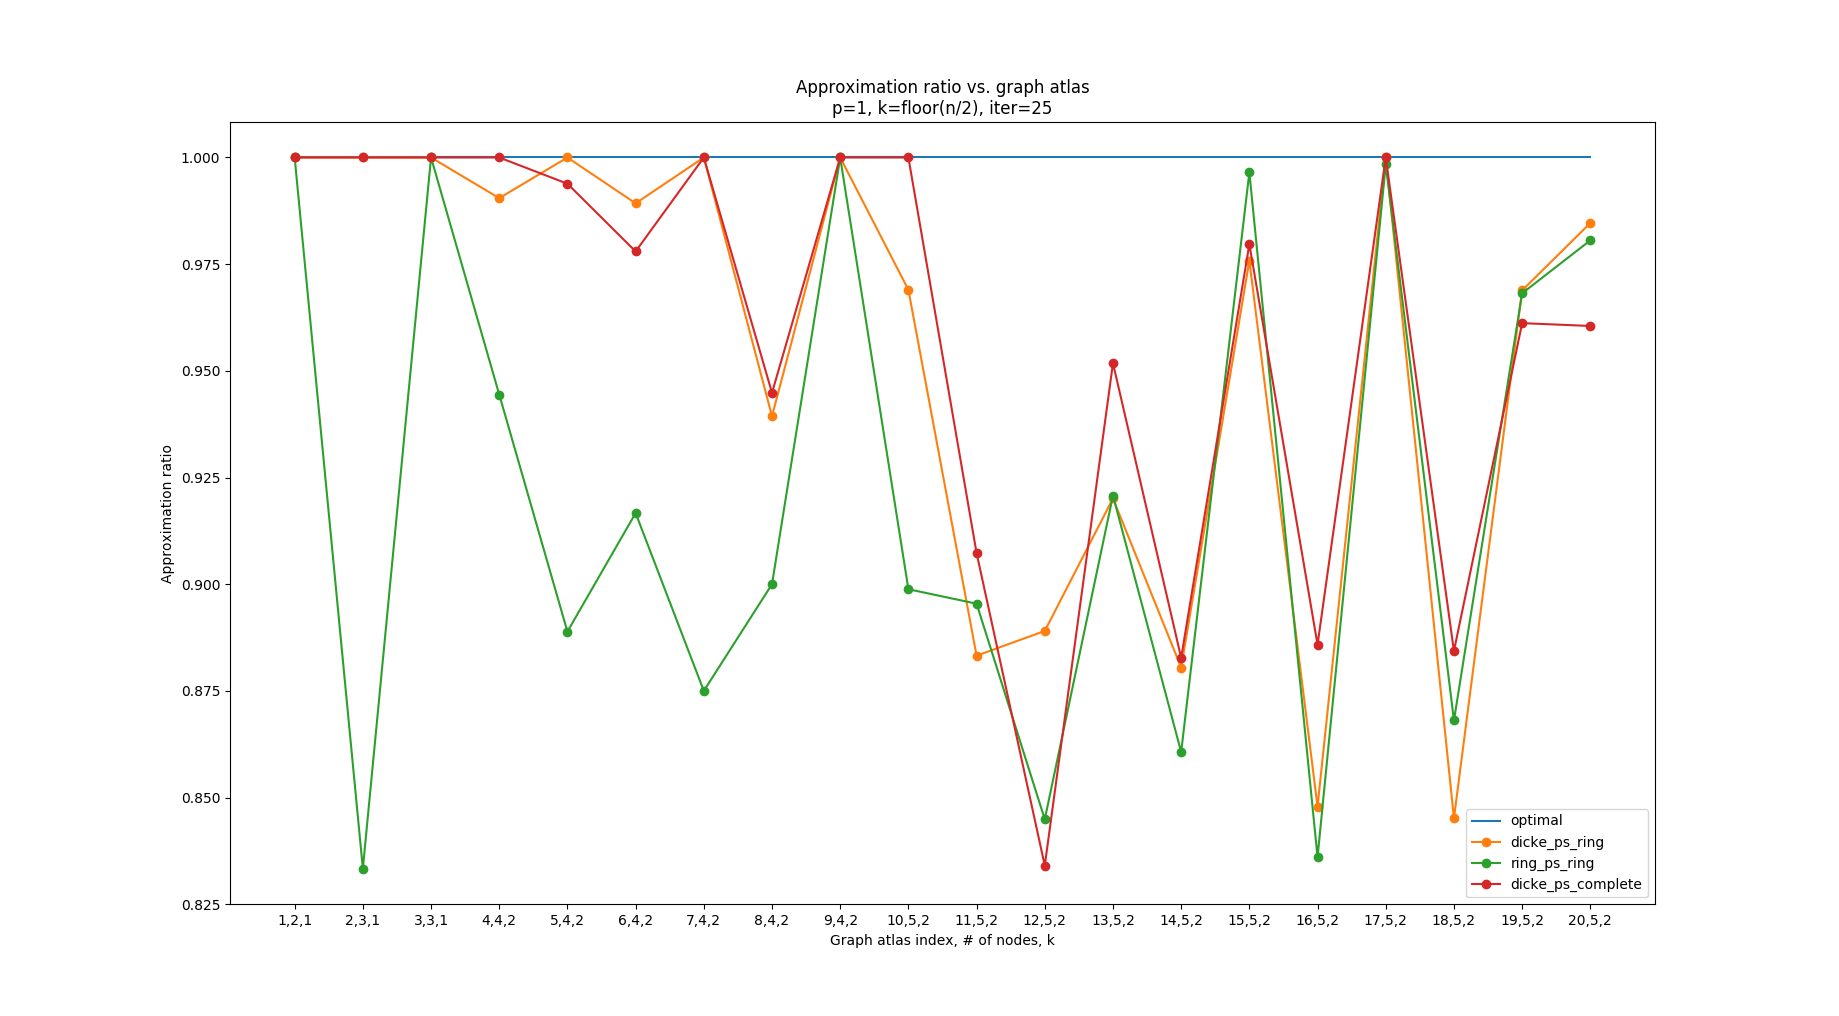 Approximation ratio vs. graph atlas
p=1, k=floor(n/2), iter=25
1.000
0.975
0.950
0.925
0.900
0.875
0.850
0.825
Approximation ratio
optimal
dicke_ps_ring
ring_ps_ring
dicke_ps_complete
1,2,1 2,3,1 3,3,1 4,4,2 5,4,2 6,4,2 7,4,2 8,4,2 9,4,2 10,5,2 11,5,2 12,5,2 13,5,2 14,5,2 15,5,2 16,5,2 17,5,2 18,5,2 19,5,2 20,5,2
Graph atlas index, # of nodes, k